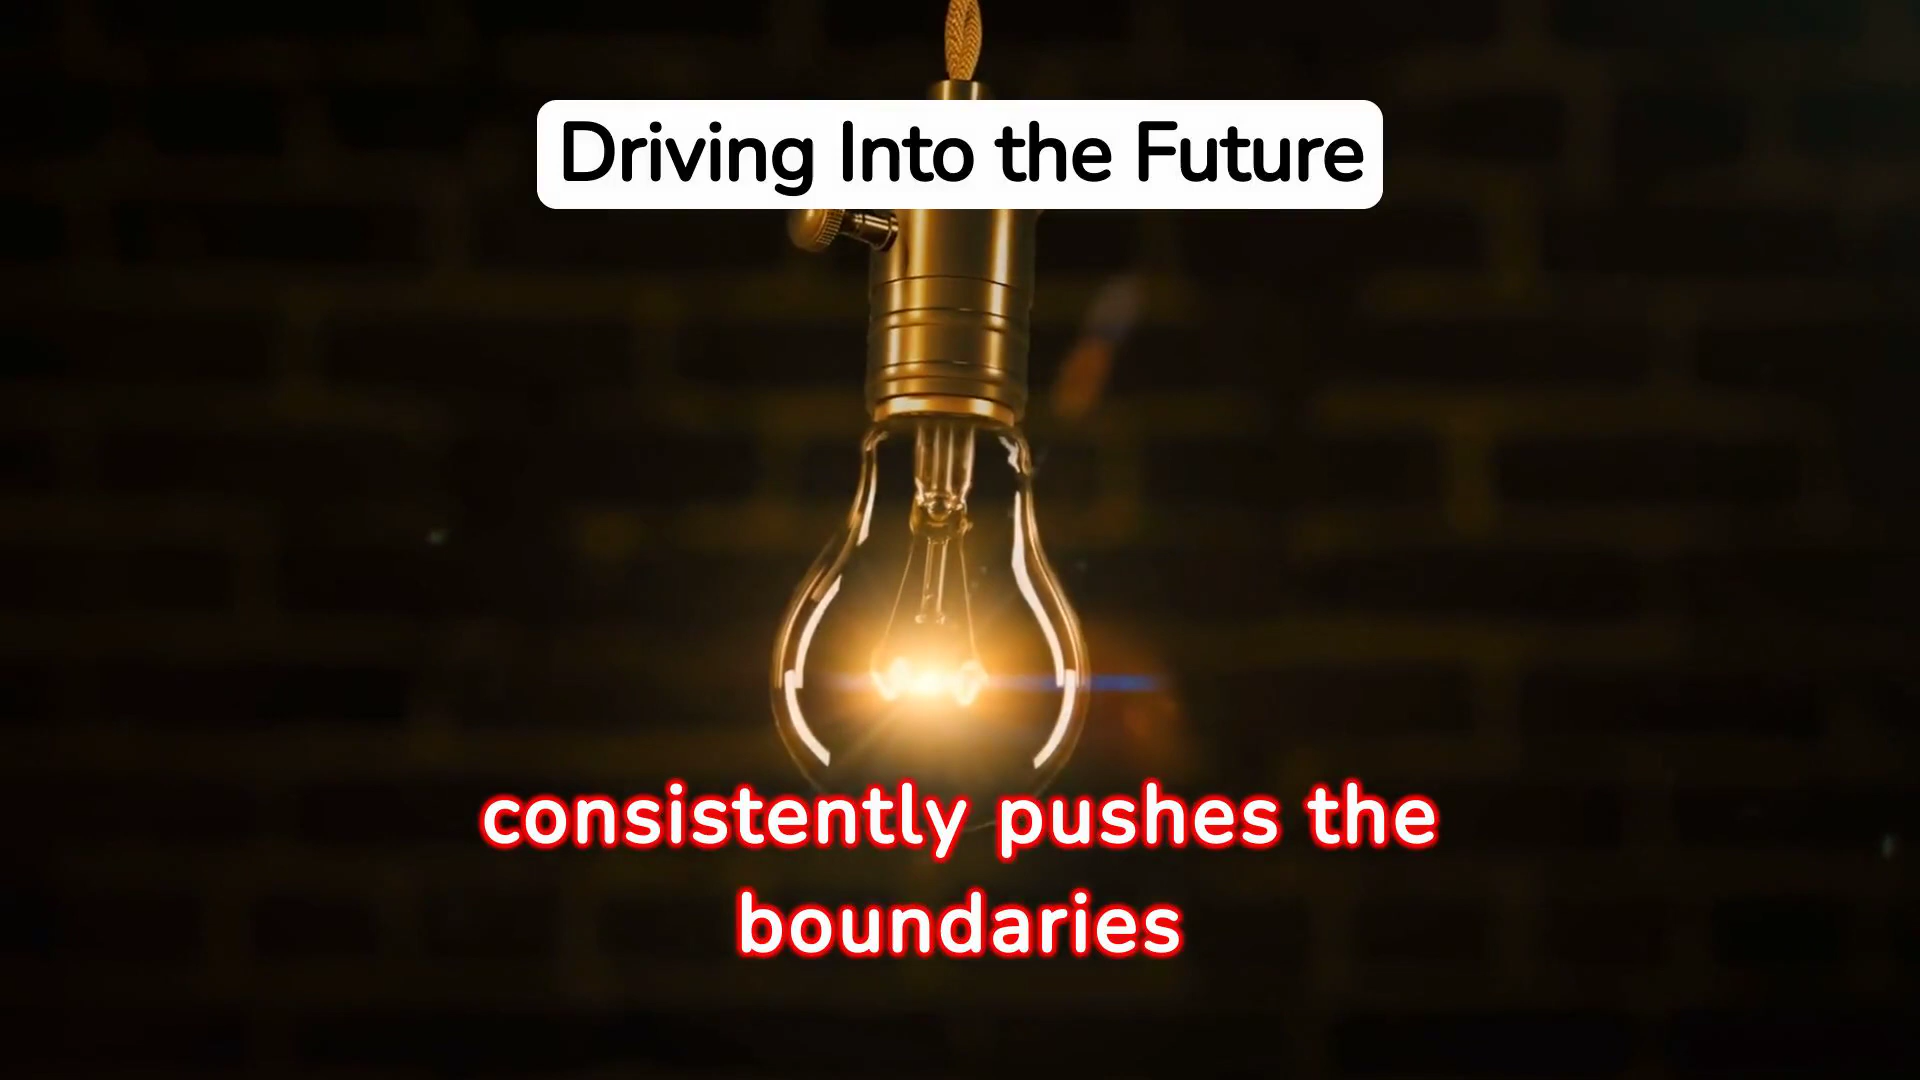 Driving Into the Future
consistently pushes the
boundaries